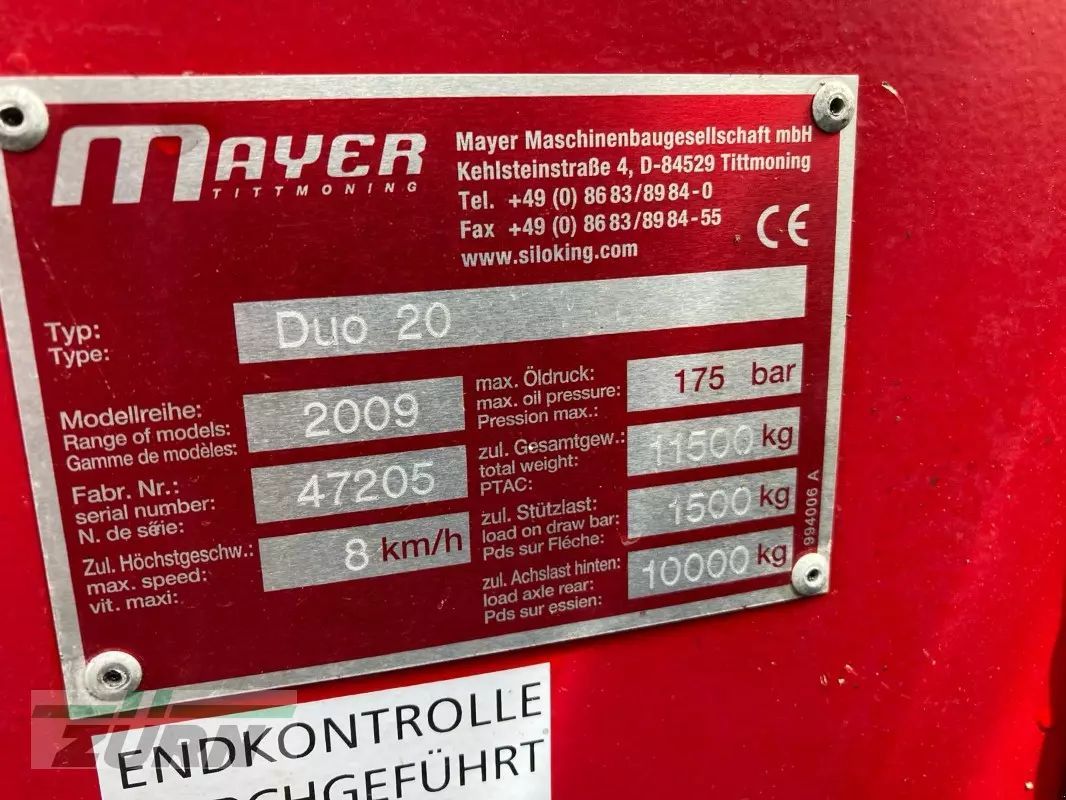 MAYER
TITTMONING
Mayer Maschinenbaugesellschaft mbH
Kehlsteinstraße 4, D-84529 Tittmoning
Tel. +49 (0) 86 83/89 84-0
Fax +49 (0) 86 83/89 84-55
www.siloking.com
CE
Typ:
Type:
Duo 20
Modellreihe:
Range of models:
Gamme de modèles:
2009
Fabr. Nr.:
serial number:
N. de série:
47205
Zul. Höchstgeschw.:
max. speed:
vit. maxi:
8 km/h
max. Öldruck:
max. oil pressure:
Pression max.:
175 bar
zul. Gesamtgew.:
total weight:
PTAC:
11500 kg
zul. Stützlast:
load on draw bar:
Pds sur Fléche:
1500 kg
zul. Achslast hinten:
load axle rear:
Pds sur essien:
10000 kg
994006 A
ZÜRN
ENDKONTROLLE
CHGEFÜHRT